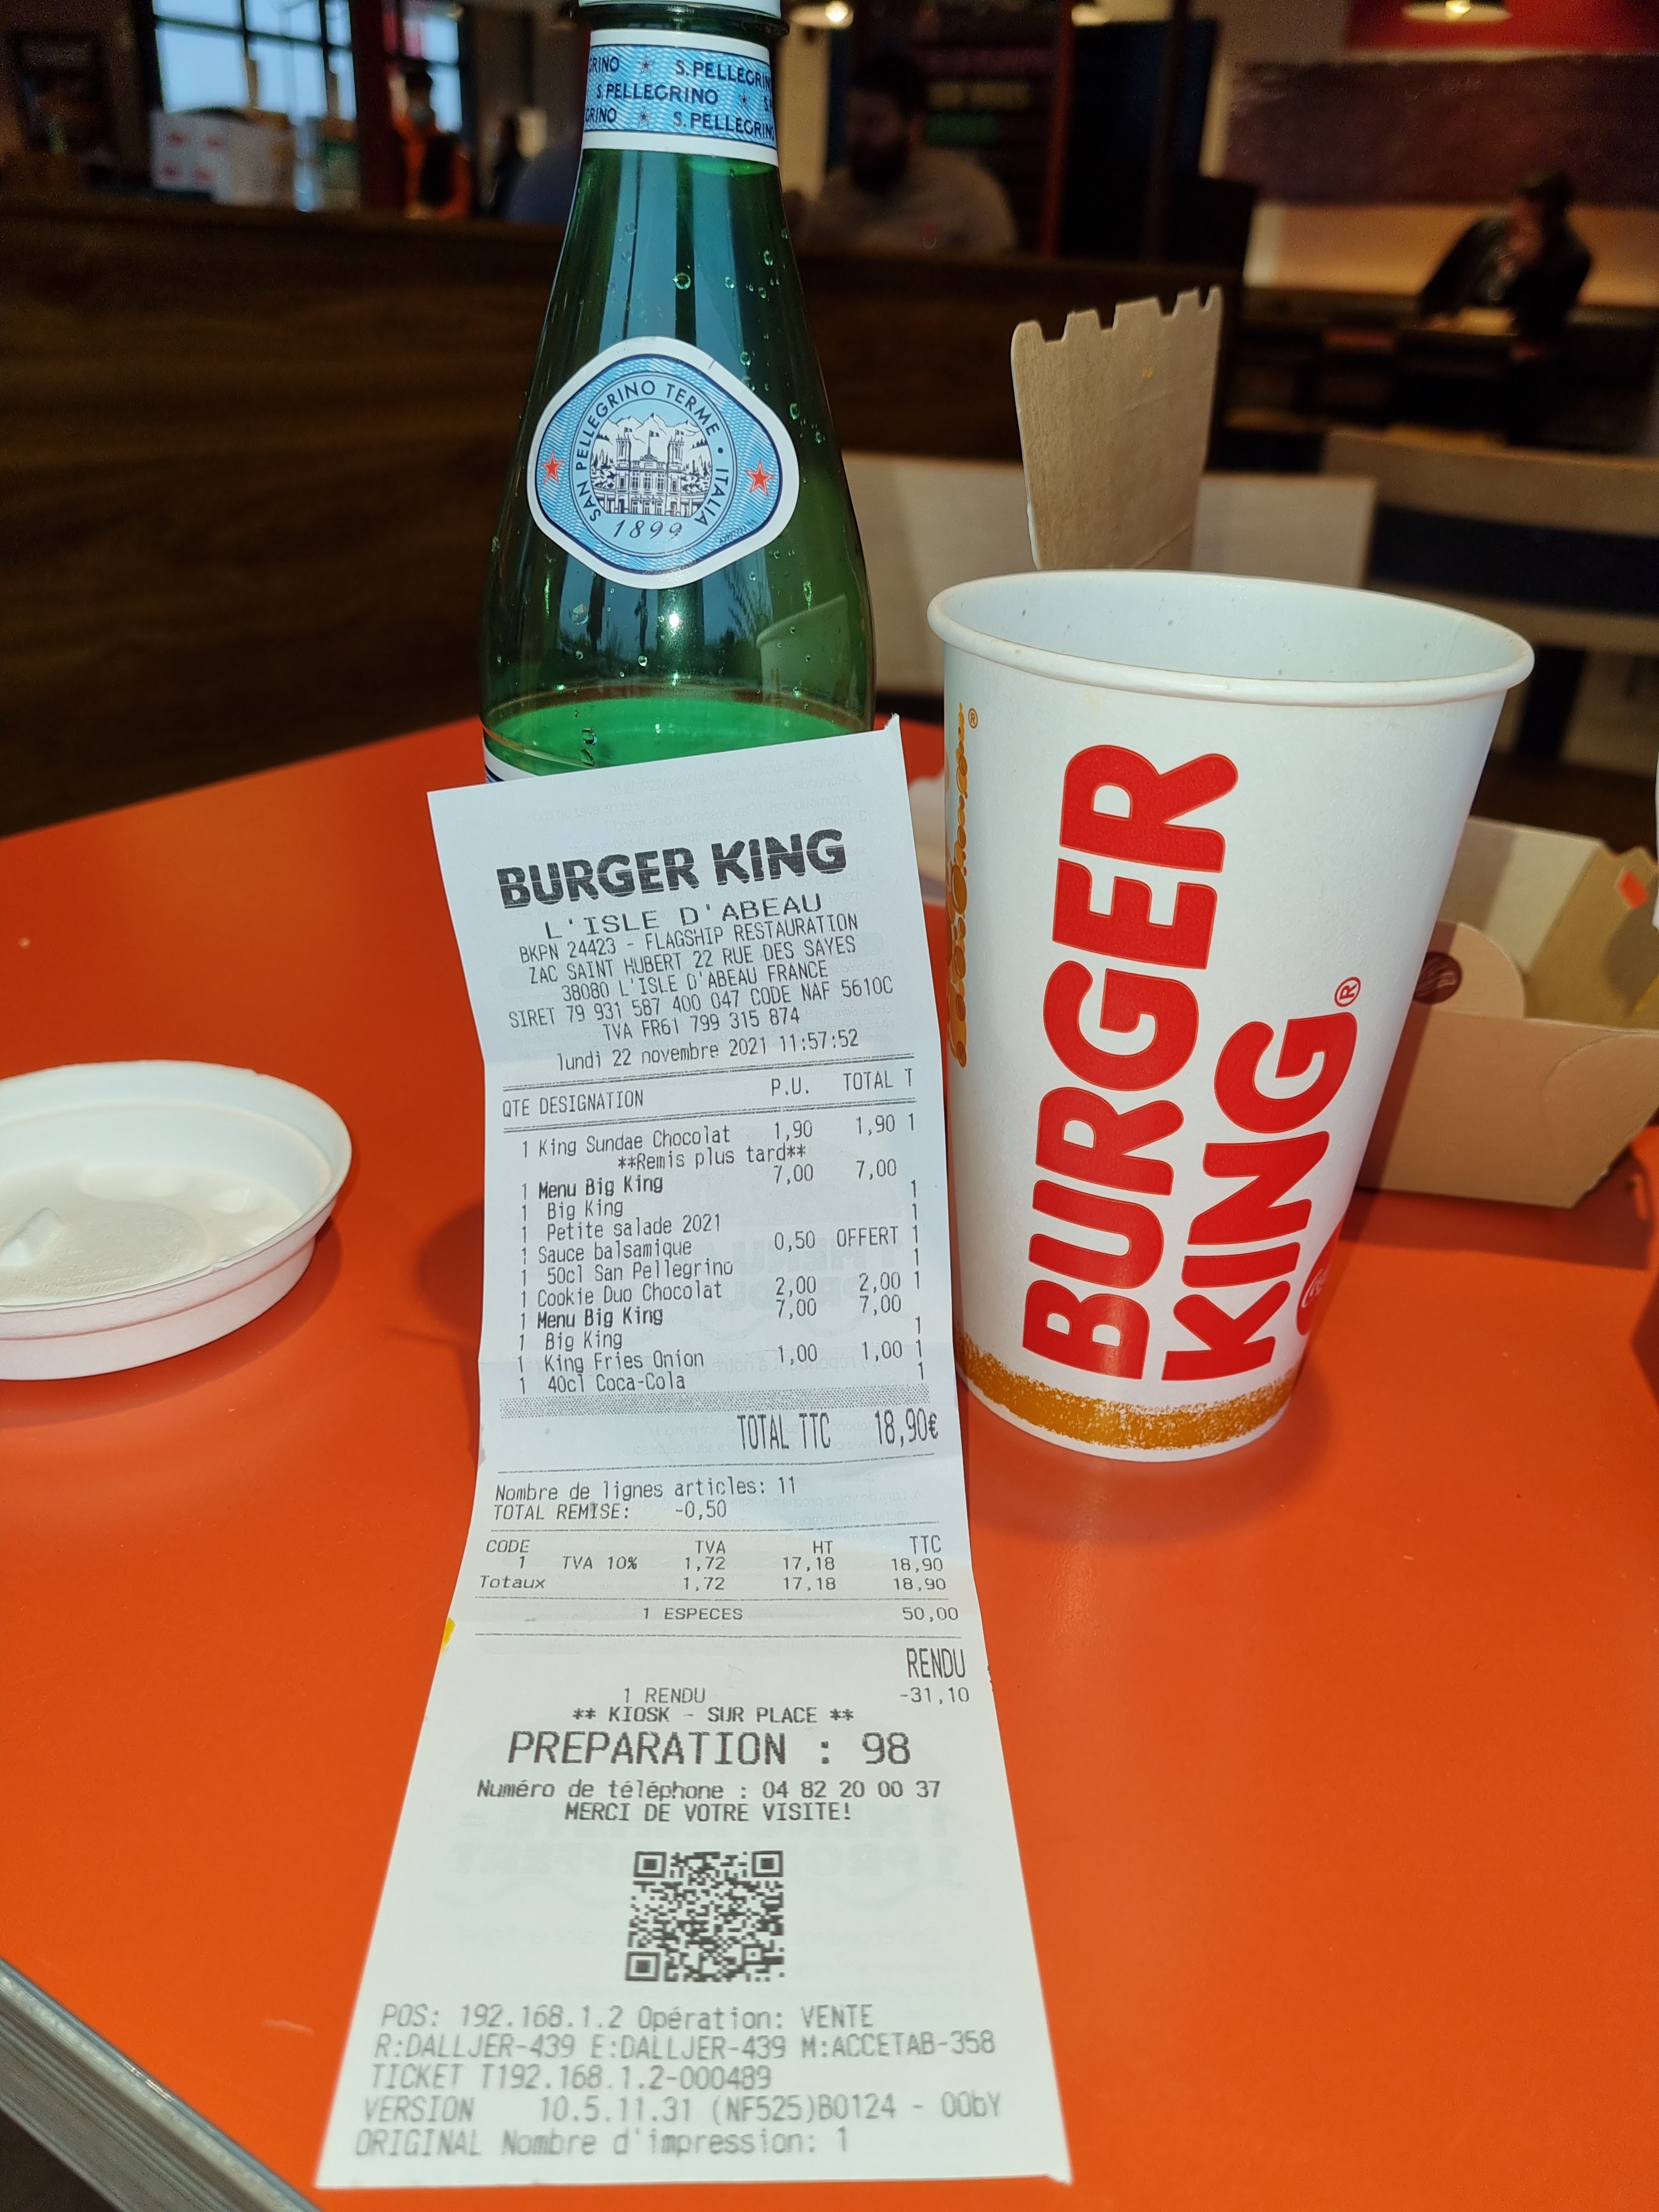 RINO ★ S.PELLEGRIN
S.PELLEGRINO ★ S
GRINO ★ S.PELLEGRIN
SAN PELLEGRINO TERME • ITALIA
1899
BURGER
KING®
BURGER KING
L'ISLE D'ABEAU
BKPN 24423 - FLAGSHIP RESTAURATION
ZAC SAINT HUBERT 22 RUE DES SAYES
38080 L'ISLE D'ABEAU FRANCE
SIRET 79 931 587 400 047 CODE NAF 5610C
TVA FR61 799 315 874
lundi 22 novembre 2021 11:57:52
QTE DESIGNATION P.U. TOTAL T
1 King Sundae Chocolat 1,90 1,90 1
**Remis plus tard**
1 Menu Big King 7,00 7,00
1 Big King 1
1 Petite salade 2021 1
1 Sauce balsamique 0,50 OFFERT 1
1 50cl San Pellegrino 1
1 Cookie Duo Chocolat 2,00 2,00 1
1 Menu Big King 7,00 7,00
1 Big King 1
1 King Fries Onion 1,00 1,00 1
1 40cl Coca-Cola 1
TOTAL TTC 18,90€
Nombre de lignes articles: 11
TOTAL REMISE: -0,50
CODE TVA HT TTC
1 TVA 10% 1,72 17,18 18,90
Totaux 1,72 17,18 18,90
1 ESPECES 50,00
RENDU
1 RENDU -31,10
** KIOSK - SUR PLACE **
PREPARATION : 98
Numéro de téléphone : 04 82 20 00 37
MERCI DE VOTRE VISITE!
POS: 192.168.1.2 Opération: VENTE
R:DALLJER-439 E:DALLJER-439 M:ACCETAB-358
TICKET T192.168.1.2-000489
VERSION 10.5.11.31 (NF525)B0124 - 00bY
ORIGINAL Nombre d'impression: 1